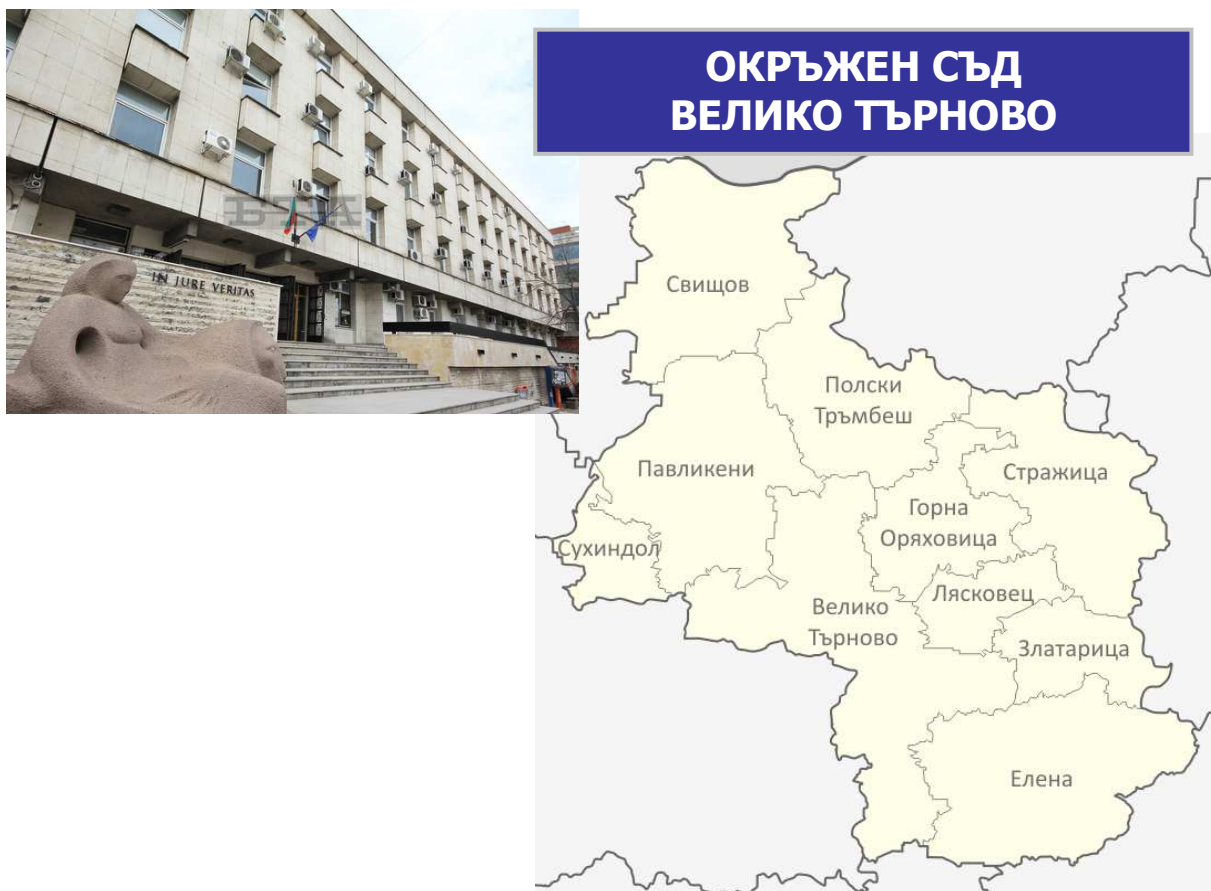 ОКРЪЖЕН СЪД
ВЕЛИКО ТЪРНОВО
БТА
IN JURE VERITAS
Свищов
Полски
Тръмбеш
Павликени
Стражица
Горна
Оряховица
Сухиндол
Лясковец
Велико
Търново
Златарица
Елена